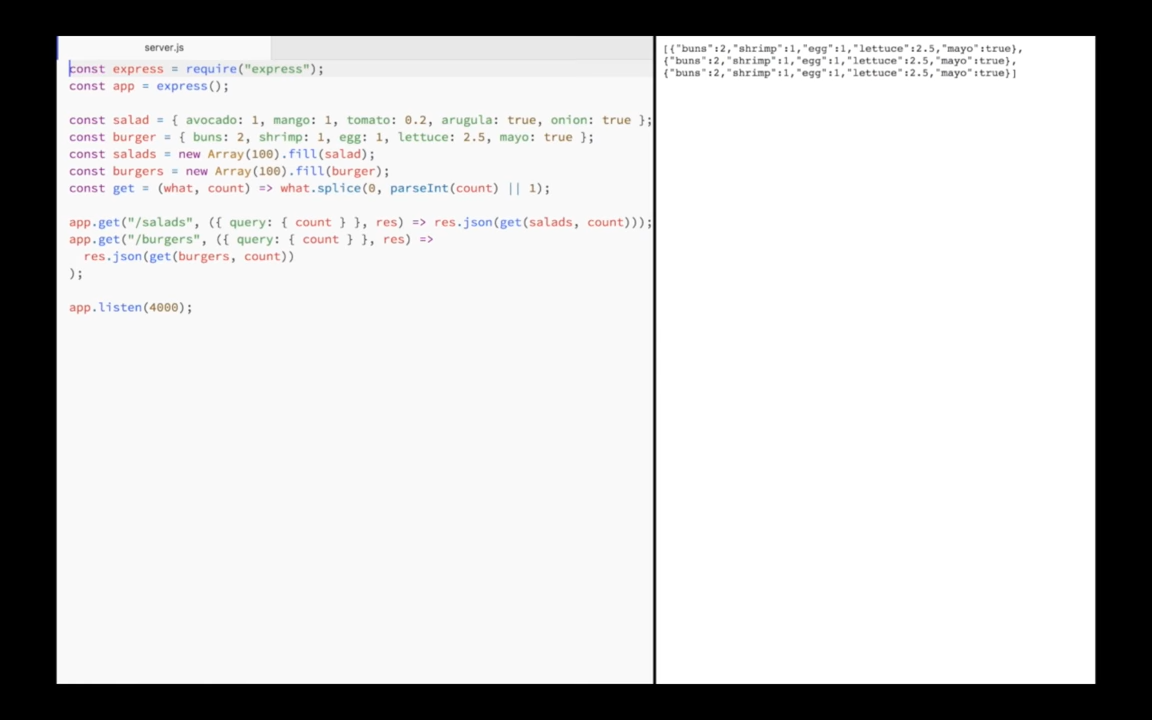 server.js
const express = require("express");
const app = express();
const salad = { avocado: 1, mango: 1, tomato: 0.2, arugula: true, onion: true };
const burger = { buns: 2, shrimp: 1, egg: 1, lettuce: 2.5, mayo: true };
const salads = new Array(100).fill(salad);
const burgers = new Array(100).fill(burger);
const get = (what, count) => what.splice(0, parseInt(count) || 1);
app.get("/salads", ({ query: { count } }, res) => res.json(get(salads, count)));
app.get("/burgers", ({ query: { count } }, res) =>
res.json(get(burgers, count))
);
app.listen(4000);
[{"buns":2,"shrimp":1,"egg":1,"lettuce":2.5,"mayo":true},
{"buns":2,"shrimp":1,"egg":1,"lettuce":2.5,"mayo":true},
{"buns":2,"shrimp":1,"egg":1,"lettuce":2.5,"mayo":true}]